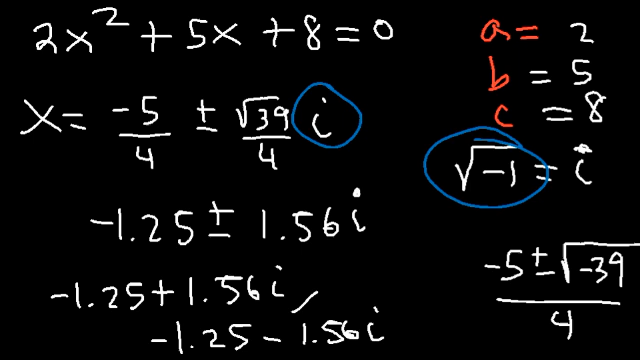 2x² + 5x + 8 = 0
x = -5/4 ± √39/4 i
-1.25 ± 1.56i
-1.25 + 1.56i,
-1.25 - 1.56i
a = 2
b = 5
c = 8
√-1 = i
-5 ± √-39
4